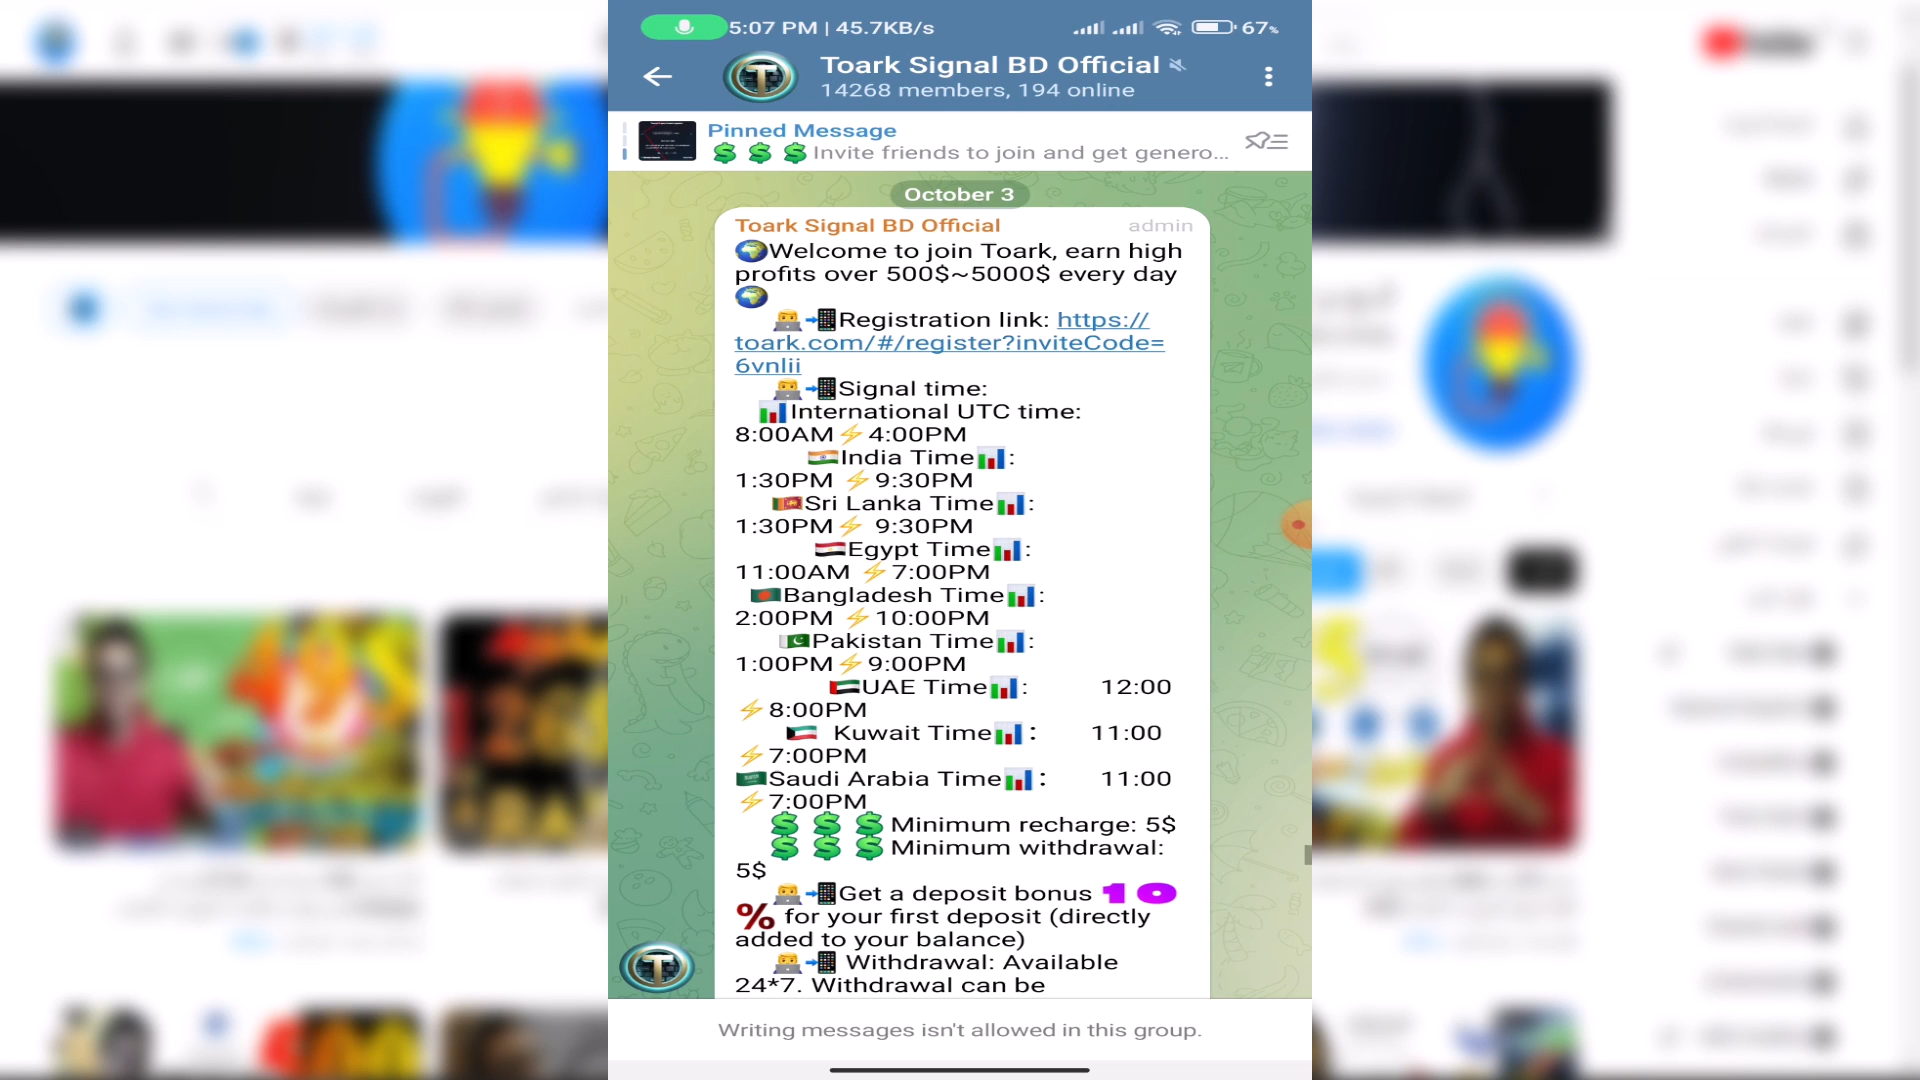 5:07 PM | 45.7KB/s
67%
Toark Signal BD Official
14268 members, 194 online
Pinned Message
💲💲💲Invite friends to join and get genero...
October 3
Toark Signal BD Official admin
🌍Welcome to join Toark, earn high
profits over 500$~5000$ every day
🌍
👨‍💻📲Registration link: https://
toark.com/#/register?inviteCode=
6vnlii
👨‍💻📲Signal time:
📊International UTC time:
8:00AM⚡4:00PM
🇮🇳India Time📊:
1:30PM ⚡9:30PM
🇱🇰Sri Lanka Time📊:
1:30PM⚡ 9:30PM
🇪🇬Egypt Time📊:
11:00AM ⚡7:00PM
🇧🇩Bangladesh Time📊:
2:00PM ⚡10:00PM
🇵🇰Pakistan Time📊:
1:00PM⚡9:00PM
🇦🇪UAE Time📊: 12:00
⚡8:00PM
🇰🇼 Kuwait Time📊: 11:00
⚡7:00PM
🇸🇦Saudi Arabia Time📊: 11:00
⚡7:00PM
💲💲💲Minimum recharge: 5$
💲💲💲Minimum withdrawal:
5$
👨‍💻📲Get a deposit bonus 10
% for your first deposit (directly
added to your balance)
👨‍💻📲 Withdrawal: Available
24*7. Withdrawal can be
Writing messages isn't allowed in this group.